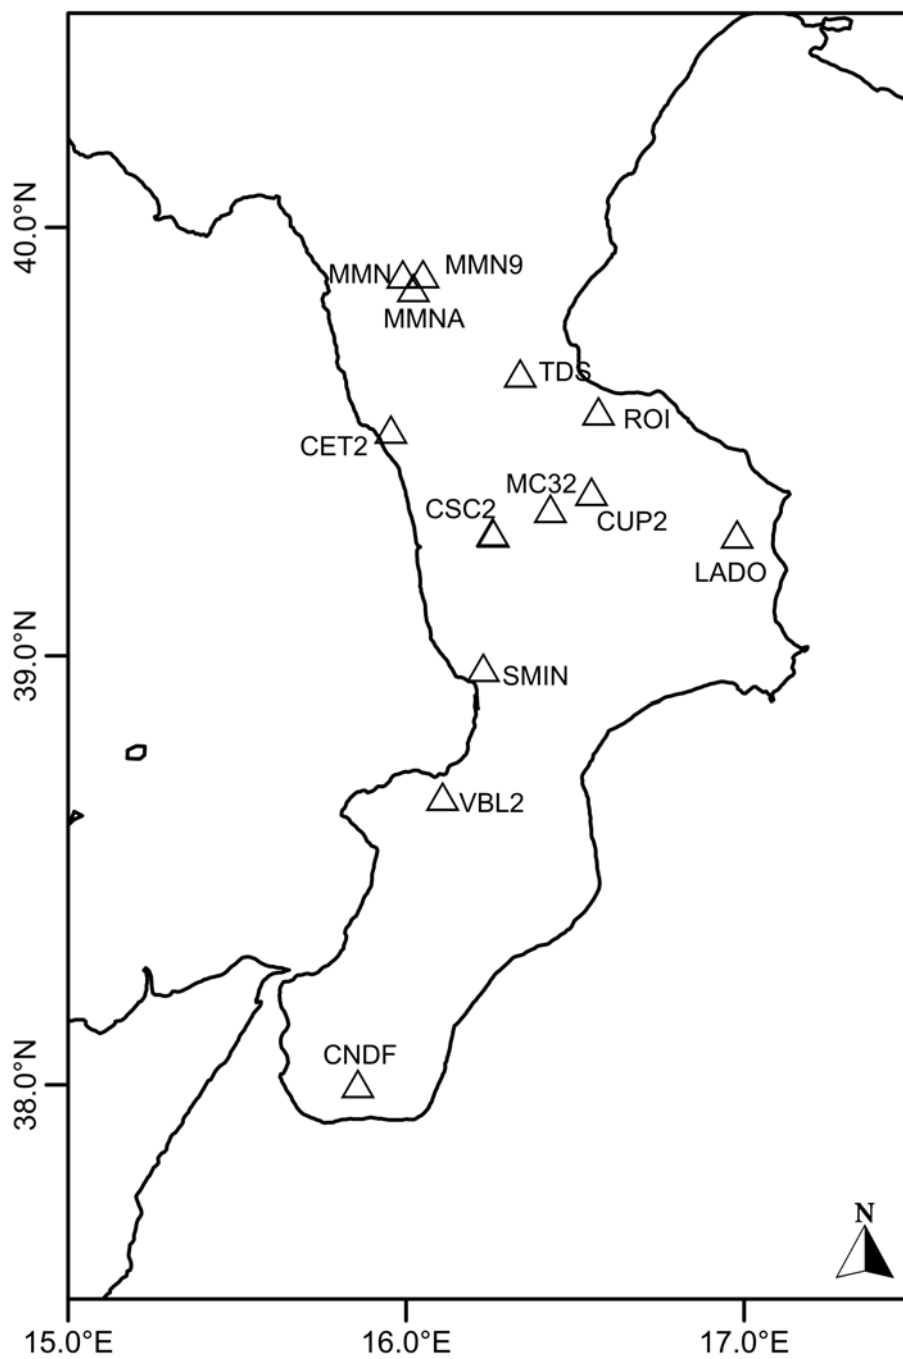 40.0°N
MMN
MMN9
MMNA
TDS
ROI
CET2
MC32
CSC2
CUP2
LADO
39.0°N
SMIN
VBL2
CNDF
38.0°N
N
15.0°E
16.0°E
17.0°E